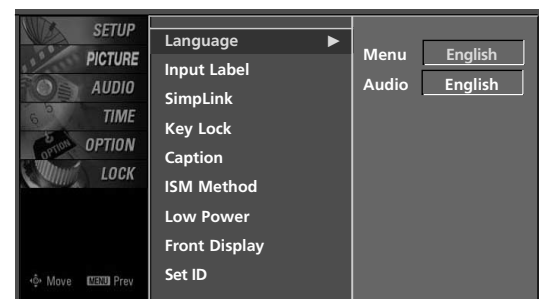 SETUP
PICTURE
AUDIO
TIME
OPTION
LOCK
Move MENU Prev
Language ►
Input Label
SimpLink
Key Lock
Caption
ISM Method
Low Power
Front Display
Set ID
Menu English
Audio English